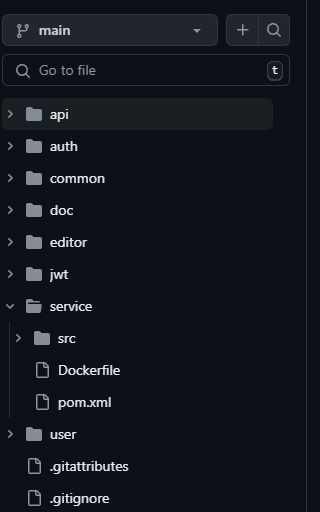 main
Go to file
t
api
auth
common
doc
editor
jwt
service
src
Dockerfile
pom.xml
user
.gitattributes
.gitignore